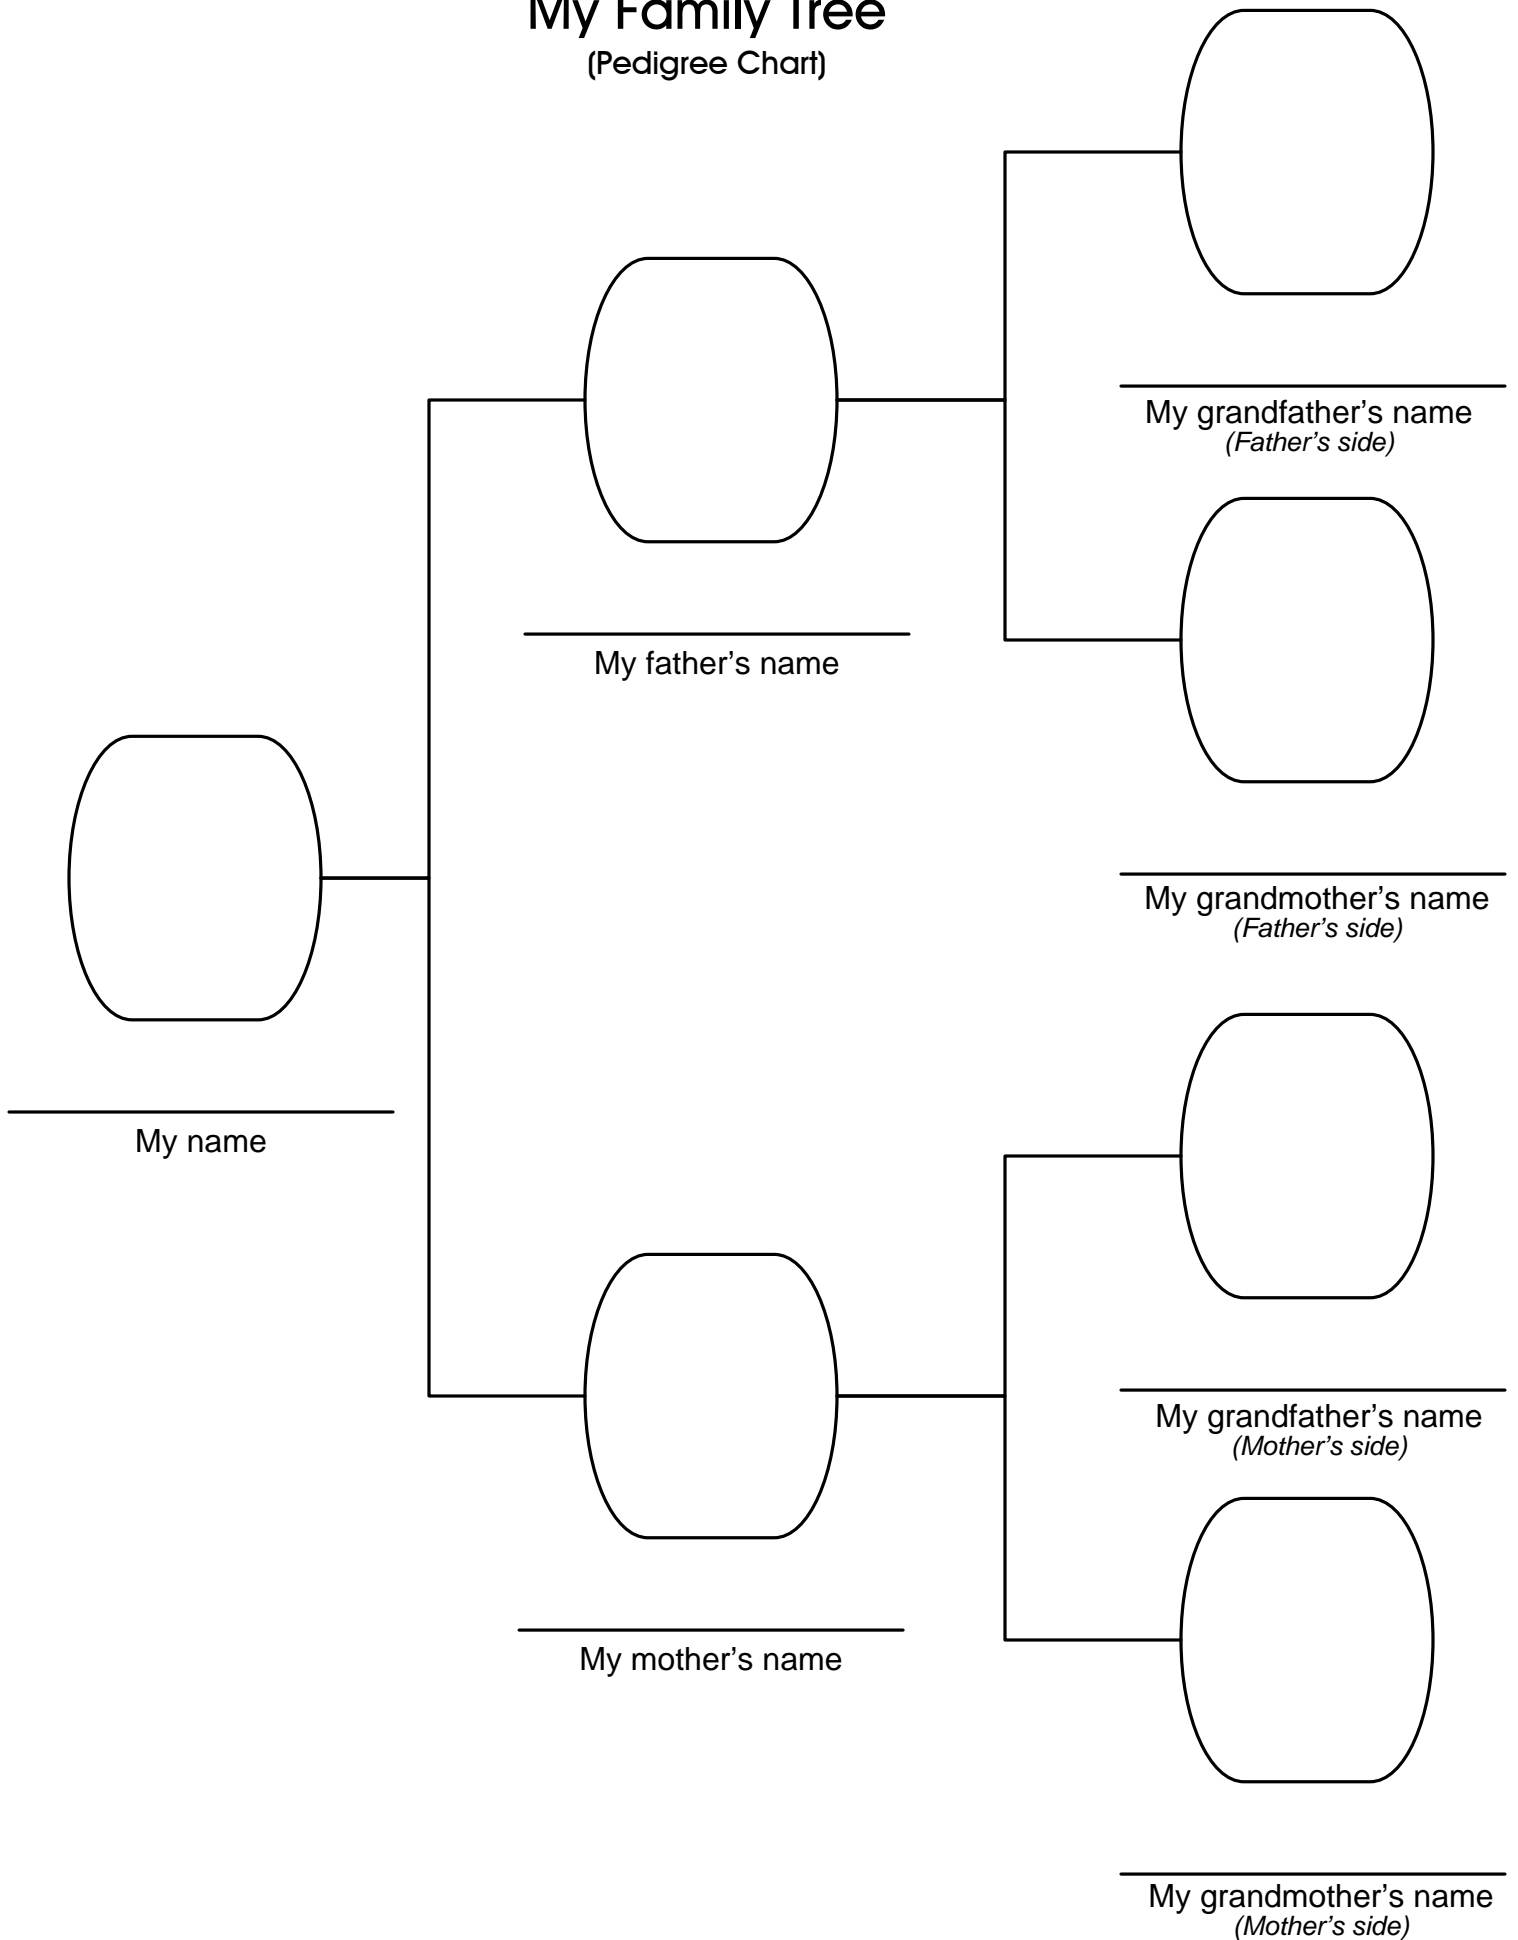 My Family Tree
(Pedigree Chart)
My grandfather’s name
(Father’s side)
My father’s name
My grandmother’s name
(Father’s side)
My name
My grandfather’s name
(Mother’s side)
My mother’s name
My grandmother’s name
(Mother’s side)